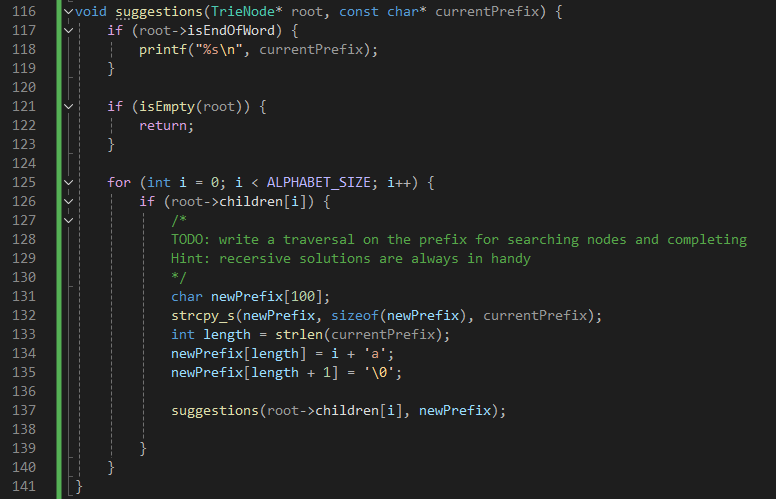 116 void suggestions(TrieNode* root, const char* currentPrefix) {
117 if (root->isEndOfWord) {
118 printf("%s\n", currentPrefix);
119 }
120
121 if (isEmpty(root)) {
122 return;
123 }
124
125 for (int i = 0; i < ALPHABET_SIZE; i++) {
126 if (root->children[i]) {
127 /*
128 TODO: write a traversal on the prefix for searching nodes and completing
129 Hint: recersive solutions are always in handy
130 */
131 char newPrefix[100];
132 strcpy_s(newPrefix, sizeof(newPrefix), currentPrefix);
133 int length = strlen(currentPrefix);
134 newPrefix[length] = i + 'a';
135 newPrefix[length + 1] = '\0';
136
137 suggestions(root->children[i], newPrefix);
138
139 }
140 }
141 }